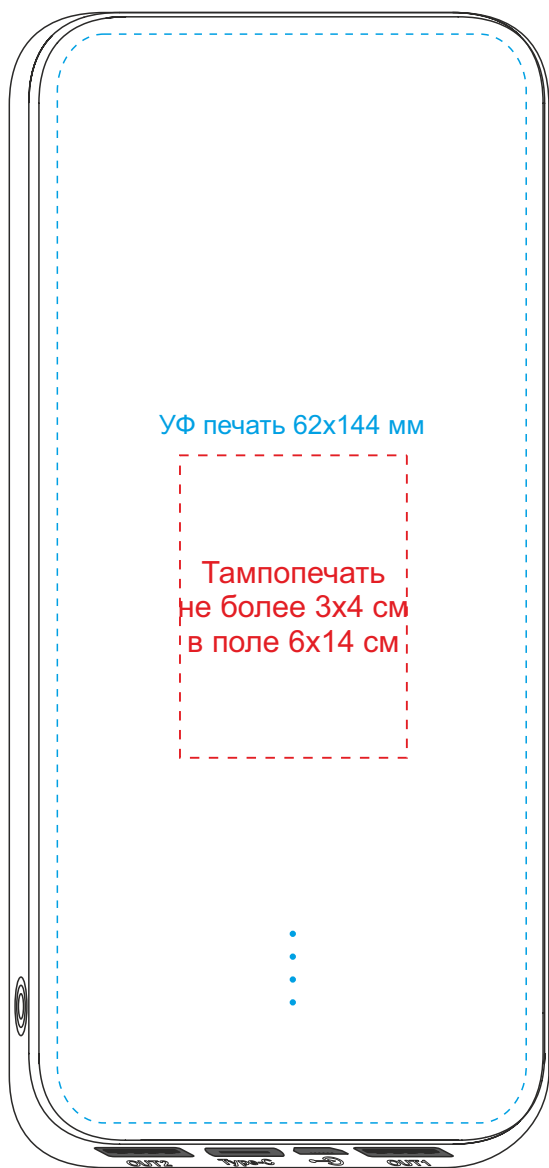 УФ печать 62х144 мм
Тампопечать
не более 3х4 см
в поле 6х14 см
OUT2 Type-C OUT1